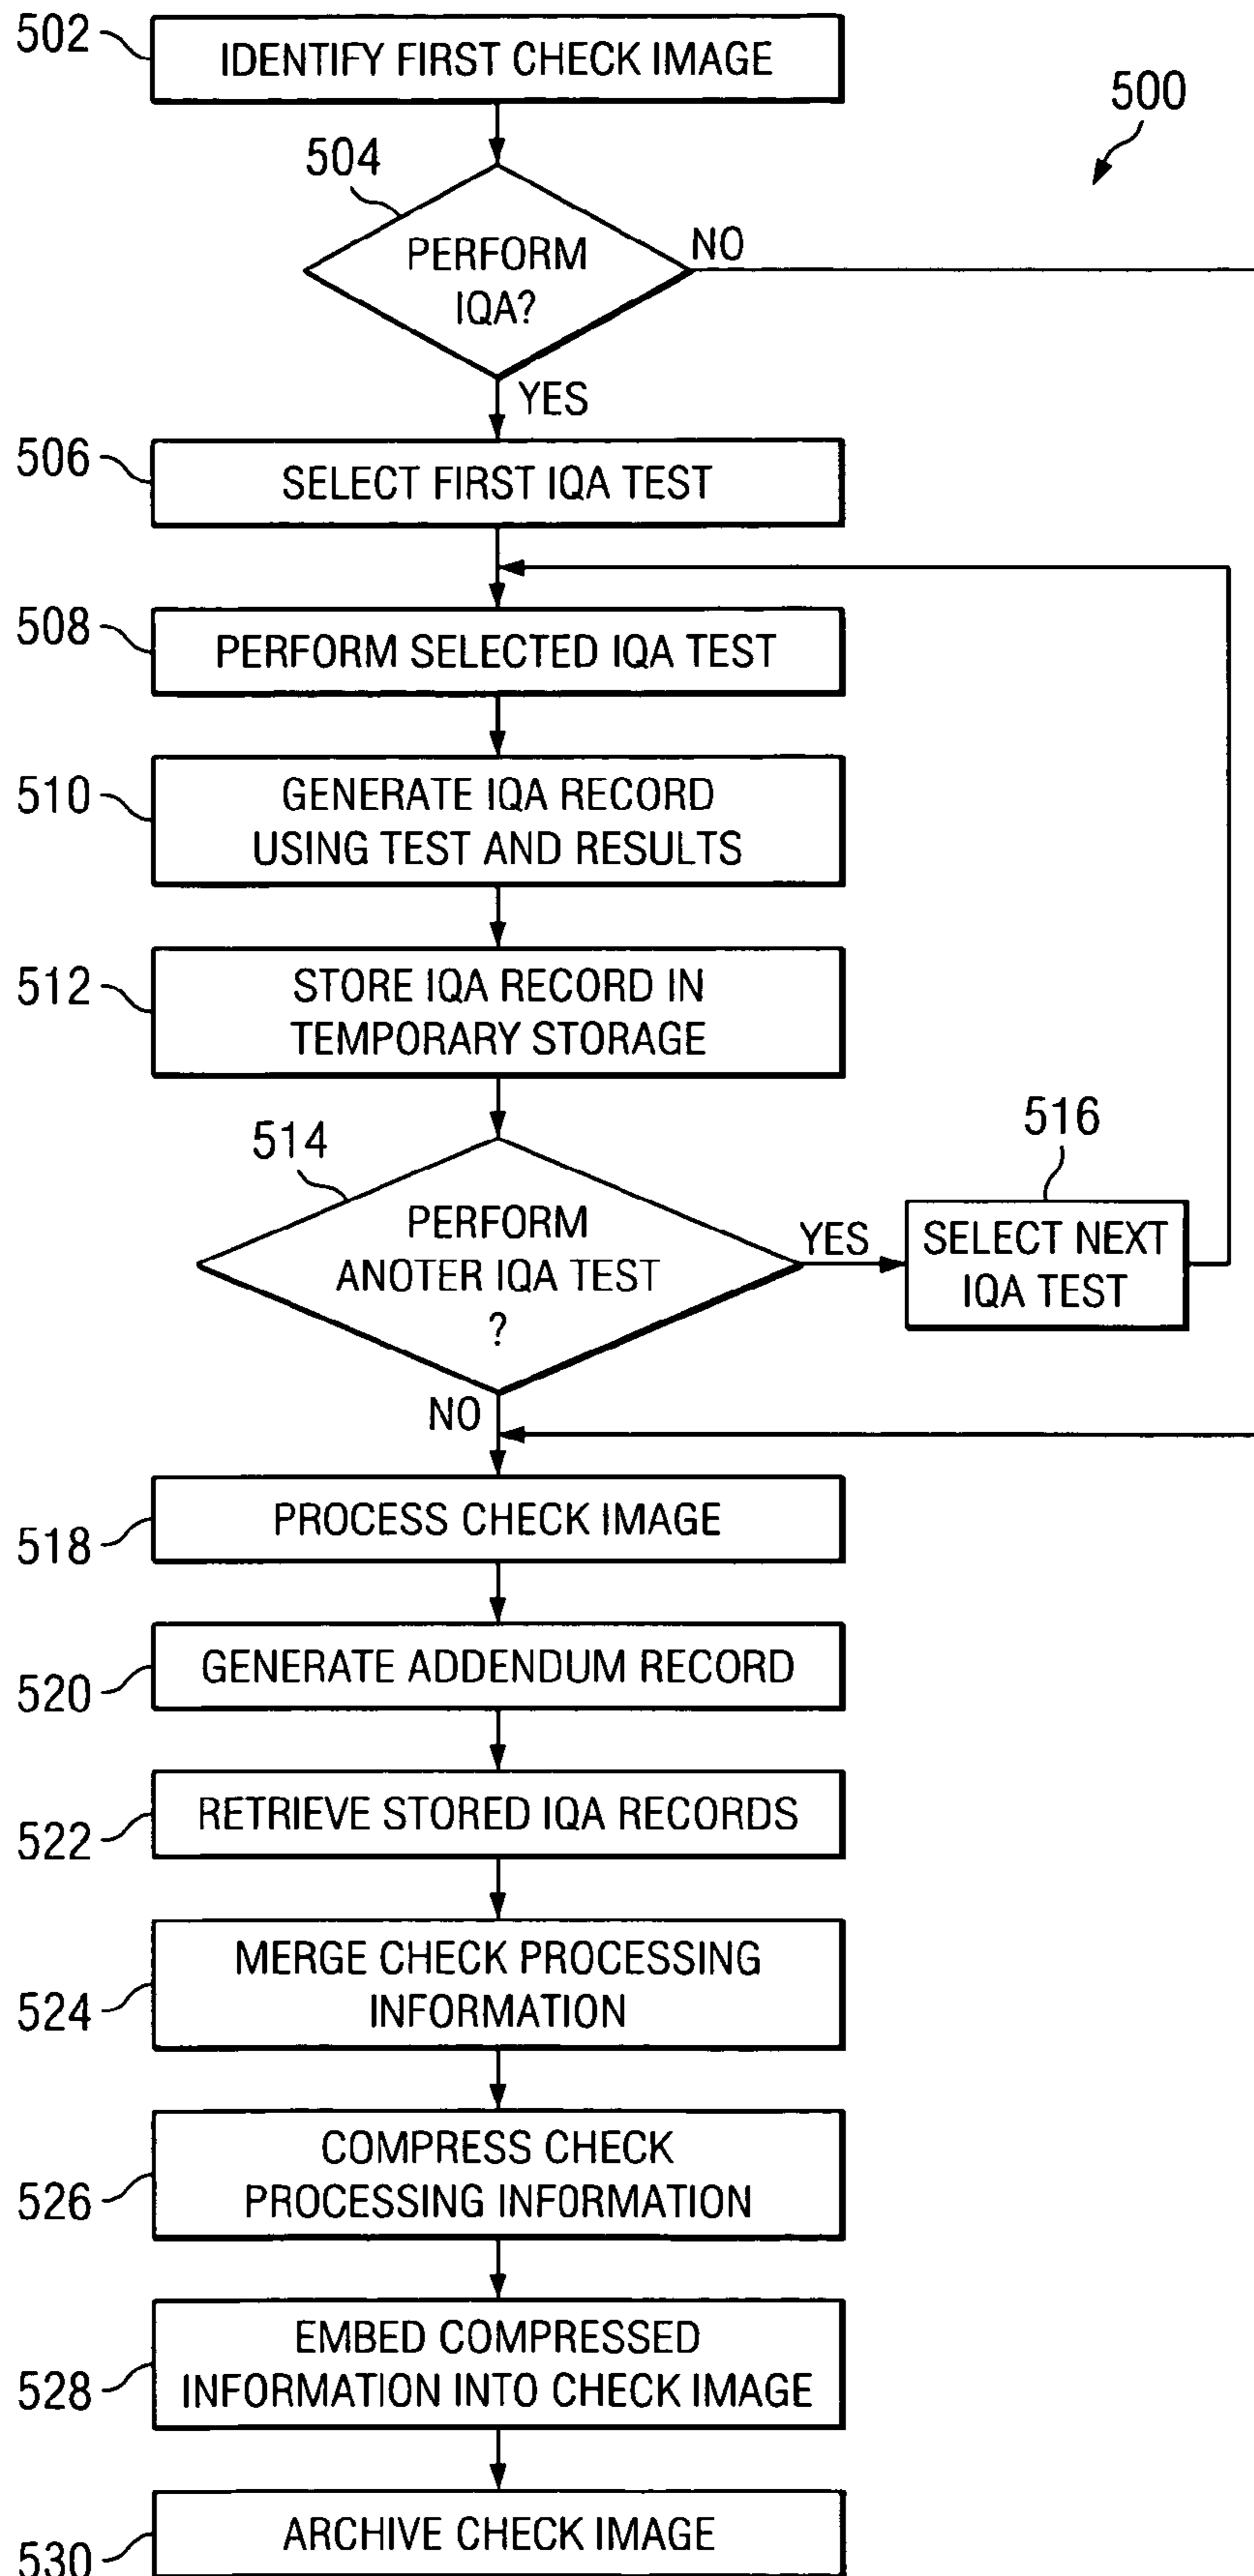 502
IDENTIFY FIRST CHECK IMAGE
500
504
PERFORM
IQA?
NO
YES
506
SELECT FIRST IQA TEST
508
PERFORM SELECTED IQA TEST
510
GENERATE IQA RECORD
USING TEST AND RESULTS
512
STORE IQA RECORD IN
TEMPORARY STORAGE
514
PERFORM
ANOTER IQA TEST
?
YES
516
SELECT NEXT
IQA TEST
NO
518
PROCESS CHECK IMAGE
520
GENERATE ADDENDUM RECORD
522
RETRIEVE STORED IQA RECORDS
524
MERGE CHECK PROCESSING
INFORMATION
526
COMPRESS CHECK
PROCESSING INFORMATION
528
EMBED COMPRESSED
INFORMATION INTO CHECK IMAGE
530
ARCHIVE CHECK IMAGE